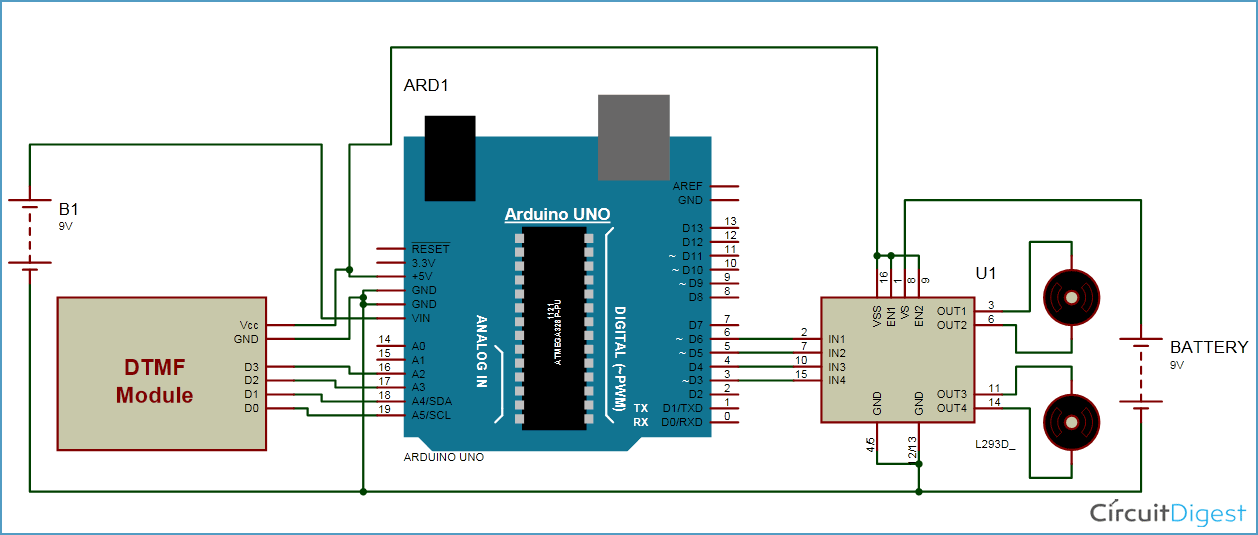 ARD1
B1
9V
Arduino UNO
RESET
3.3V
+5V
GND
GND
VIN
14 A0
15 A1
16 A2
17 A3
18 A4/SDA
19 A5/SCL
ANALOG IN
1121
ATMEGA328 P-PU
DIGITAL (~PWM)
AREF
GND
D13 13
D12 12
~ D11 11
~ D10 10
~ D9 9
D8 8
D7 7
~ D6 6
~ D5 5
D4 4
~ D3 3
D2 2
TX D1/TXD 1
RX D0/RXD 0
ARDUINO UNO
DTMF
Module
Vcc
GND
D3
D2
D1
D0
U1
16 1 8 9
VSS EN1 VS EN2
2 IN1
7 IN2
10 IN3
15 IN4
OUT1 3
OUT2 6
OUT3 11
OUT4 14
GND GND
4,5 12/13
L293D_
BATTERY
9V
CírcuitDigest